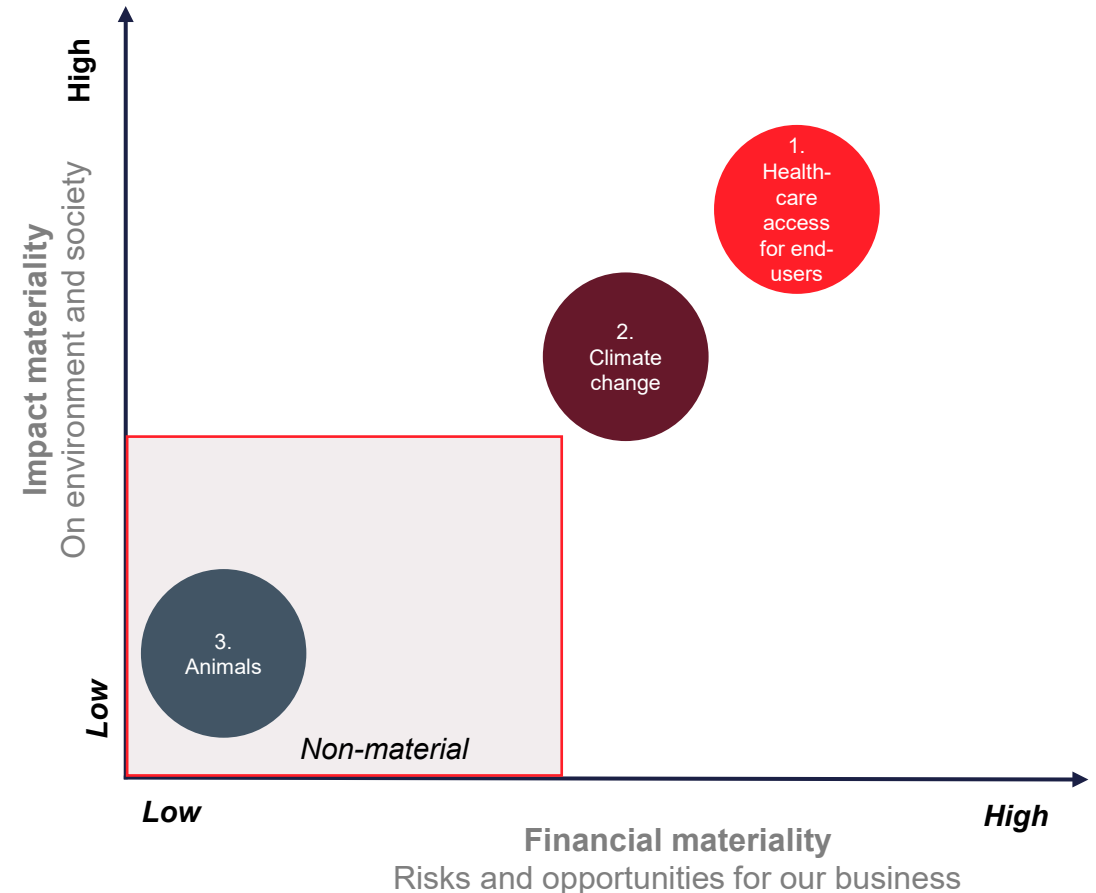 High
Impact materiality
On environment and society
Low
1.
Health-
care
access
for end-
users
2.
Climate
change
3.
Animals
Non-material
Low
High
Financial materiality
Risks and opportunities for our business